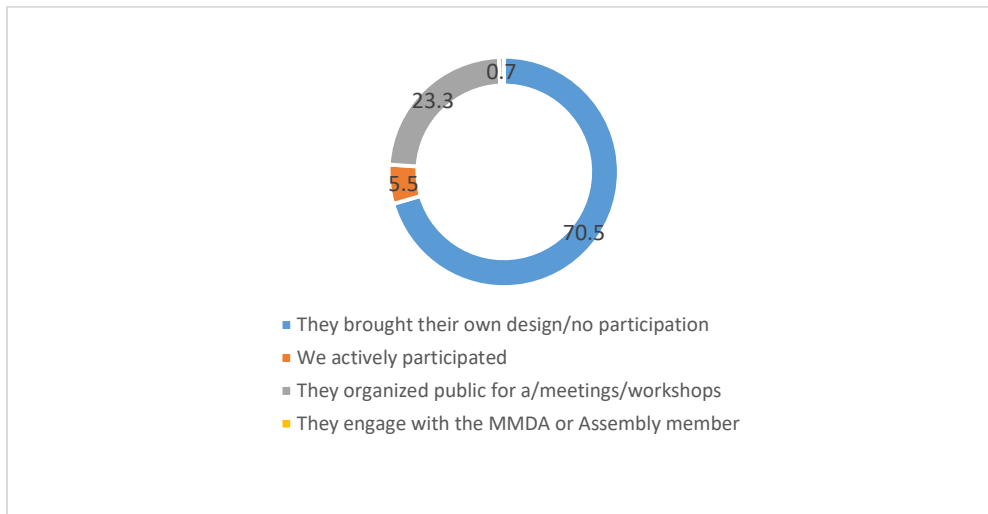 0.7
23.3
5.5
70.5
They brought their own design/no participation
We actively participated
They organized public for a/meetings/workshops
They engage with the MMDA or Assembly member